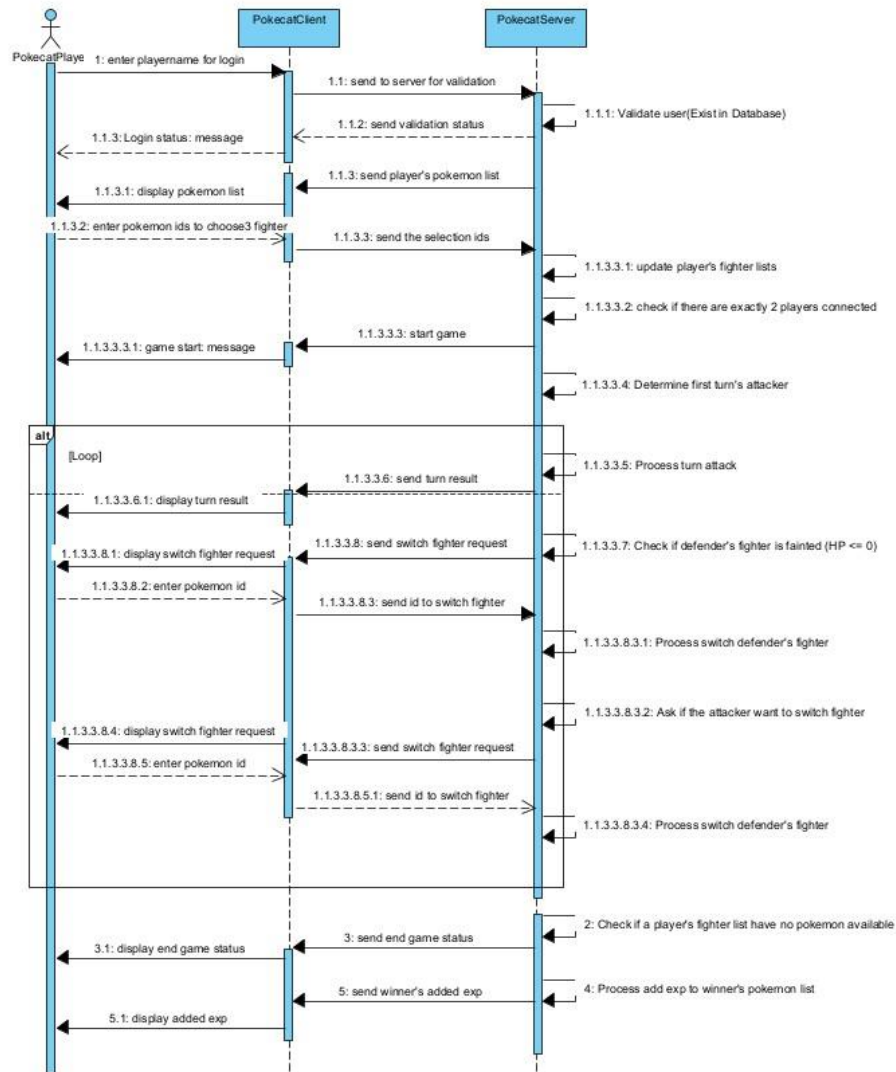 PokecatClient
PokecatServer
PokecatPlaye
1: enter playername for login
1.1: send to server for validation
1.1.1: Validate user(Exist in Database)
1.1.2: send validation status
1.1.3: Login status: message
1.1.3: send player's pokemon list
1.1.3.1: display pokemon list
1.1.3.2: enter pokemon ids to choose3 fighter
1.1.3.3: send the selection ids
1.1.3.3.1: update player's fighter lists
1.1.3.3.2: check if there are exactly 2 players connected
1.1.3.3.3: start game
1.1.3.3.3.1: game start: message
1.1.3.3.4: Determine first turn's attacker
alt
[Loop]
1.1.3.3.5: Process turn attack
1.1.3.3.6: send turn result
1.1.3.3.6.1: display turn result
1.1.3.3.7: Check if defender's fighter is fainted (HP <= 0)
1.1.3.3.8: send switch fighter request
1.1.3.3.8.1: display switch fighter request
1.1.3.3.8.2: enter pokemon id
1.1.3.3.8.3: send id to switch fighter
1.1.3.3.8.3.1: Process switch defender's fighter
1.1.3.3.8.3.2: Ask if the attacker want to switch fighter
1.1.3.3.8.4: display switch fighter request
1.1.3.3.8.3.3: send switch fighter request
1.1.3.3.8.5: enter pokemon id
1.1.3.3.8.5.1: send id to switch fighter
1.1.3.3.8.3.4: Process switch defender's fighter
2: Check if a player's fighter list have no pokemon available
3: send end game status
3.1: display end game status
4: Process add exp to winner's pokemon list
5: send winner's added exp
5.1: display added exp